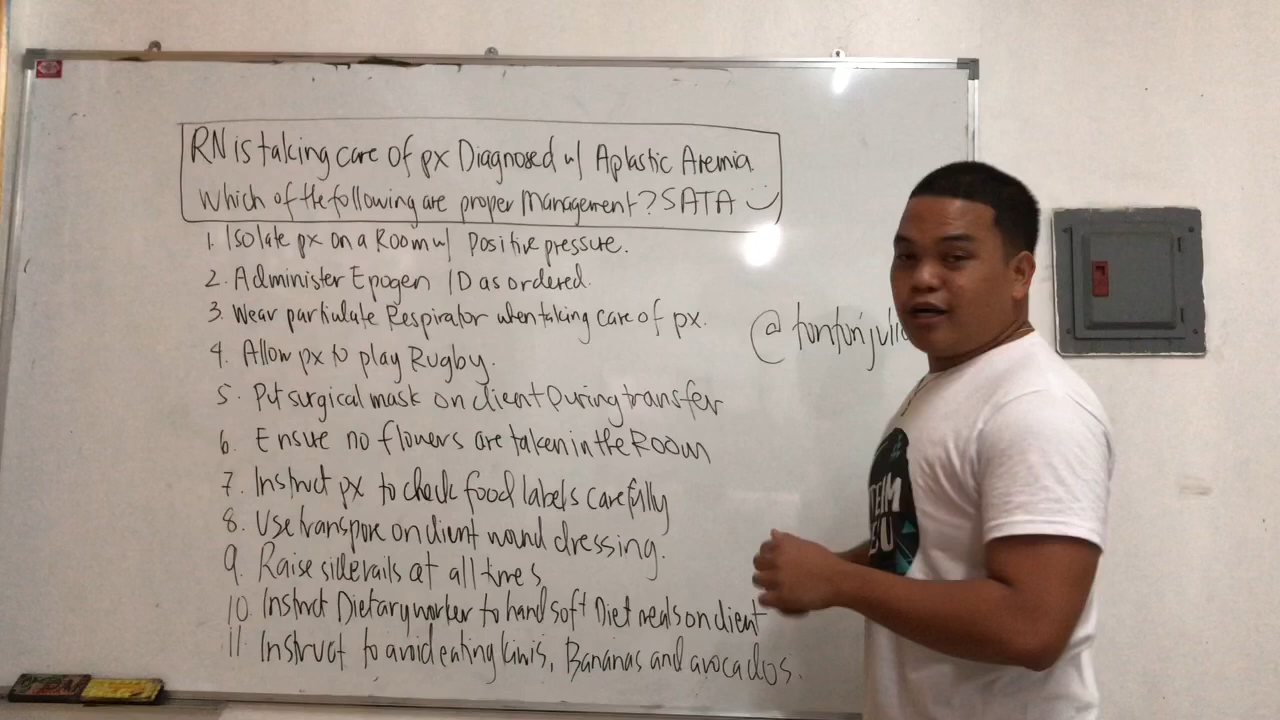 RN is taking care of px Diagnosed w/ Aplastic Anemia.
Which of the following are proper Management? SATA
1. Isolate px on a Room w/ Positive pressure.
2. Administer Epogen ID as ordered.
3. Wear particulate Respirator when taking care of px.
4. Allow px to play Rugby.
5. Put surgical mask on client During transfer
6. Ensure no flowers are taken in the Room
7. Instruct px to check food labels carefully
8. Use transpore on client wound dressing.
9. Raise siderails at all times
10. Instruct Dietary worker to hand soft Diet meals on client
11. Instruct to avoid eating kiwis, Bananas and avocados.